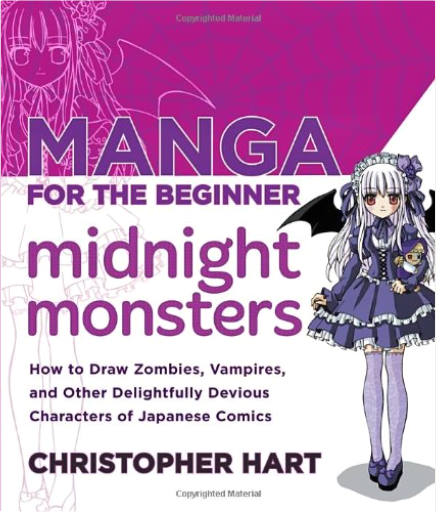 Copyrighted Material
MANGA
FOR THE BEGINNER
midnight
monsters
How to Draw Zombies, Vampires,
and Other Delightfully Devious
Characters of Japanese Comics
CHRISTOPHER HART
Copyrighted Material